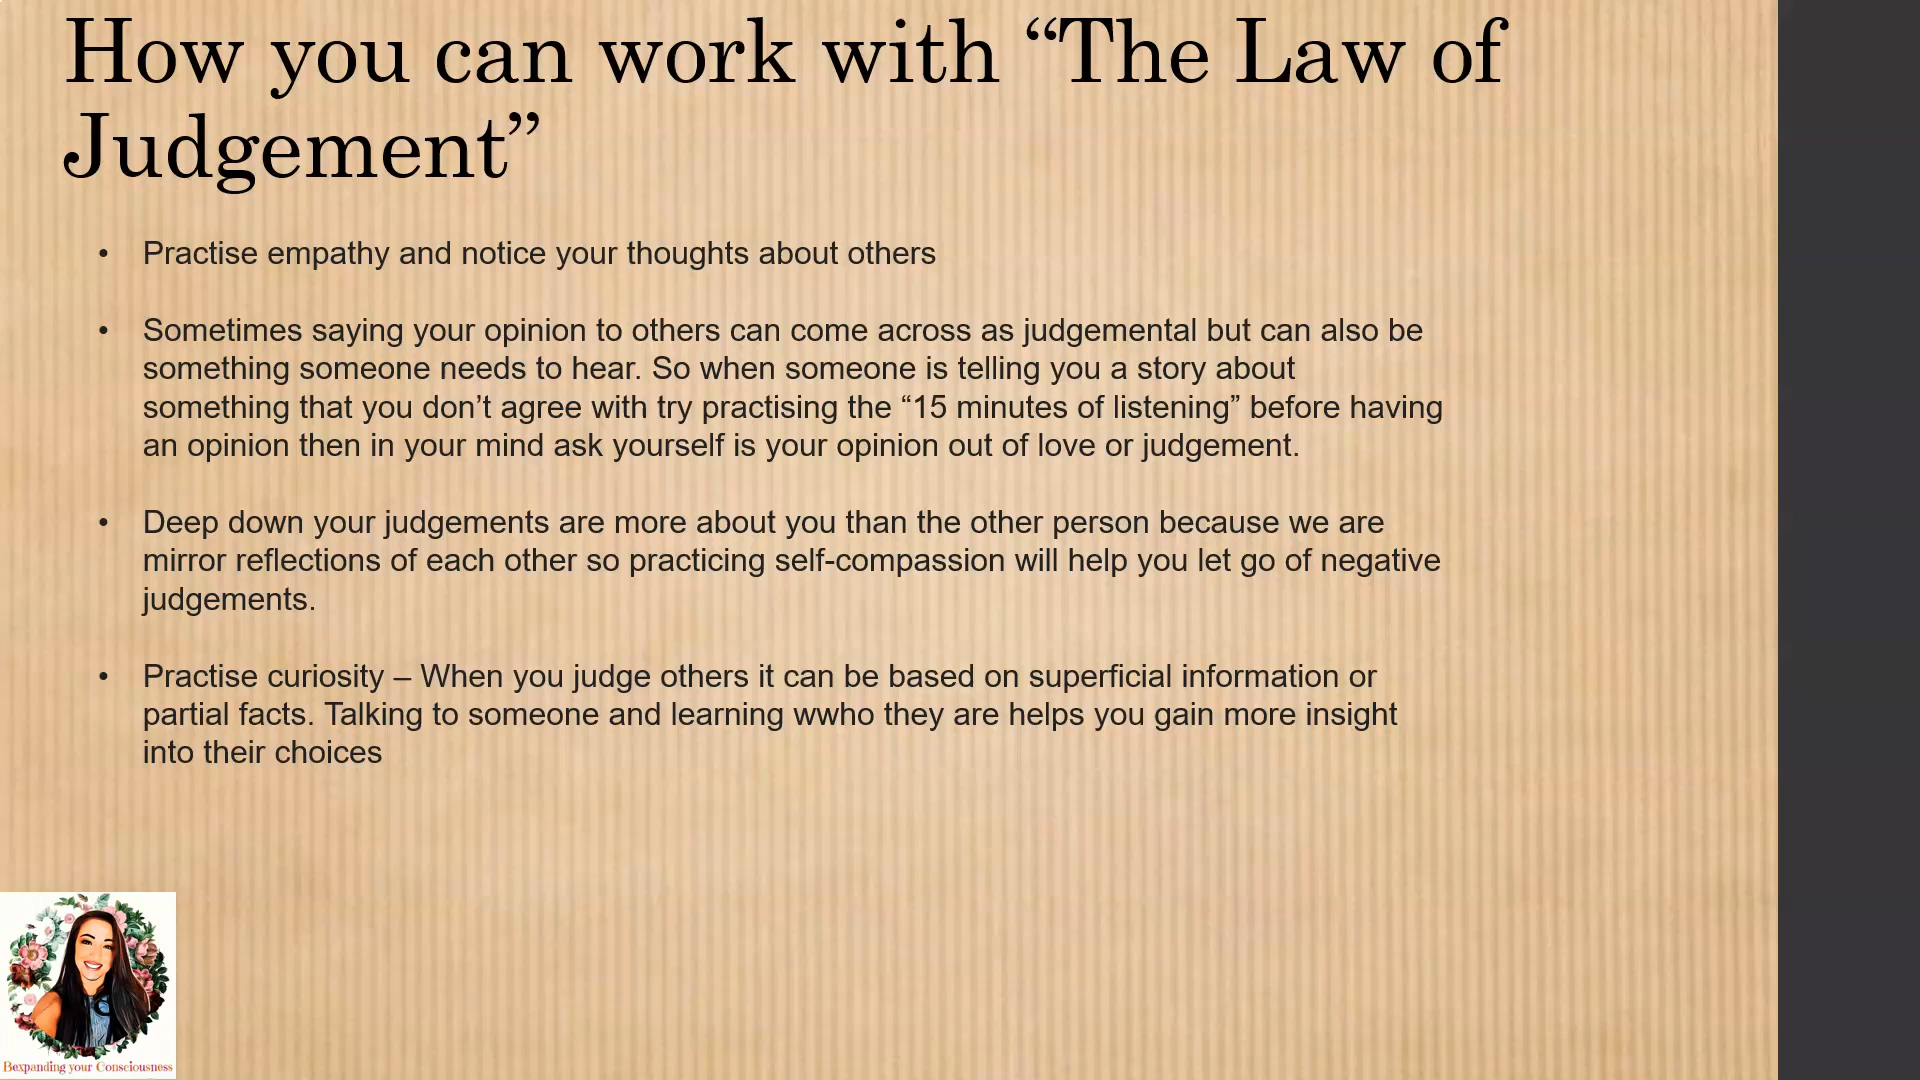 How you can work with “The Law of
Judgement”
• Practise empathy and notice your thoughts about others
• Sometimes saying your opinion to others can come across as judgemental but can also be
something someone needs to hear. So when someone is telling you a story about
something that you don’t agree with try practising the “15 minutes of listening” before having
an opinion then in your mind ask yourself is your opinion out of love or judgement.
• Deep down your judgements are more about you than the other person because we are
mirror reflections of each other so practicing self-compassion will help you let go of negative
judgements.
• Practise curiosity – When you judge others it can be based on superficial information or
partial facts. Talking to someone and learning wwho they are helps you gain more insight
into their choices
Bexpanding your Consciousness